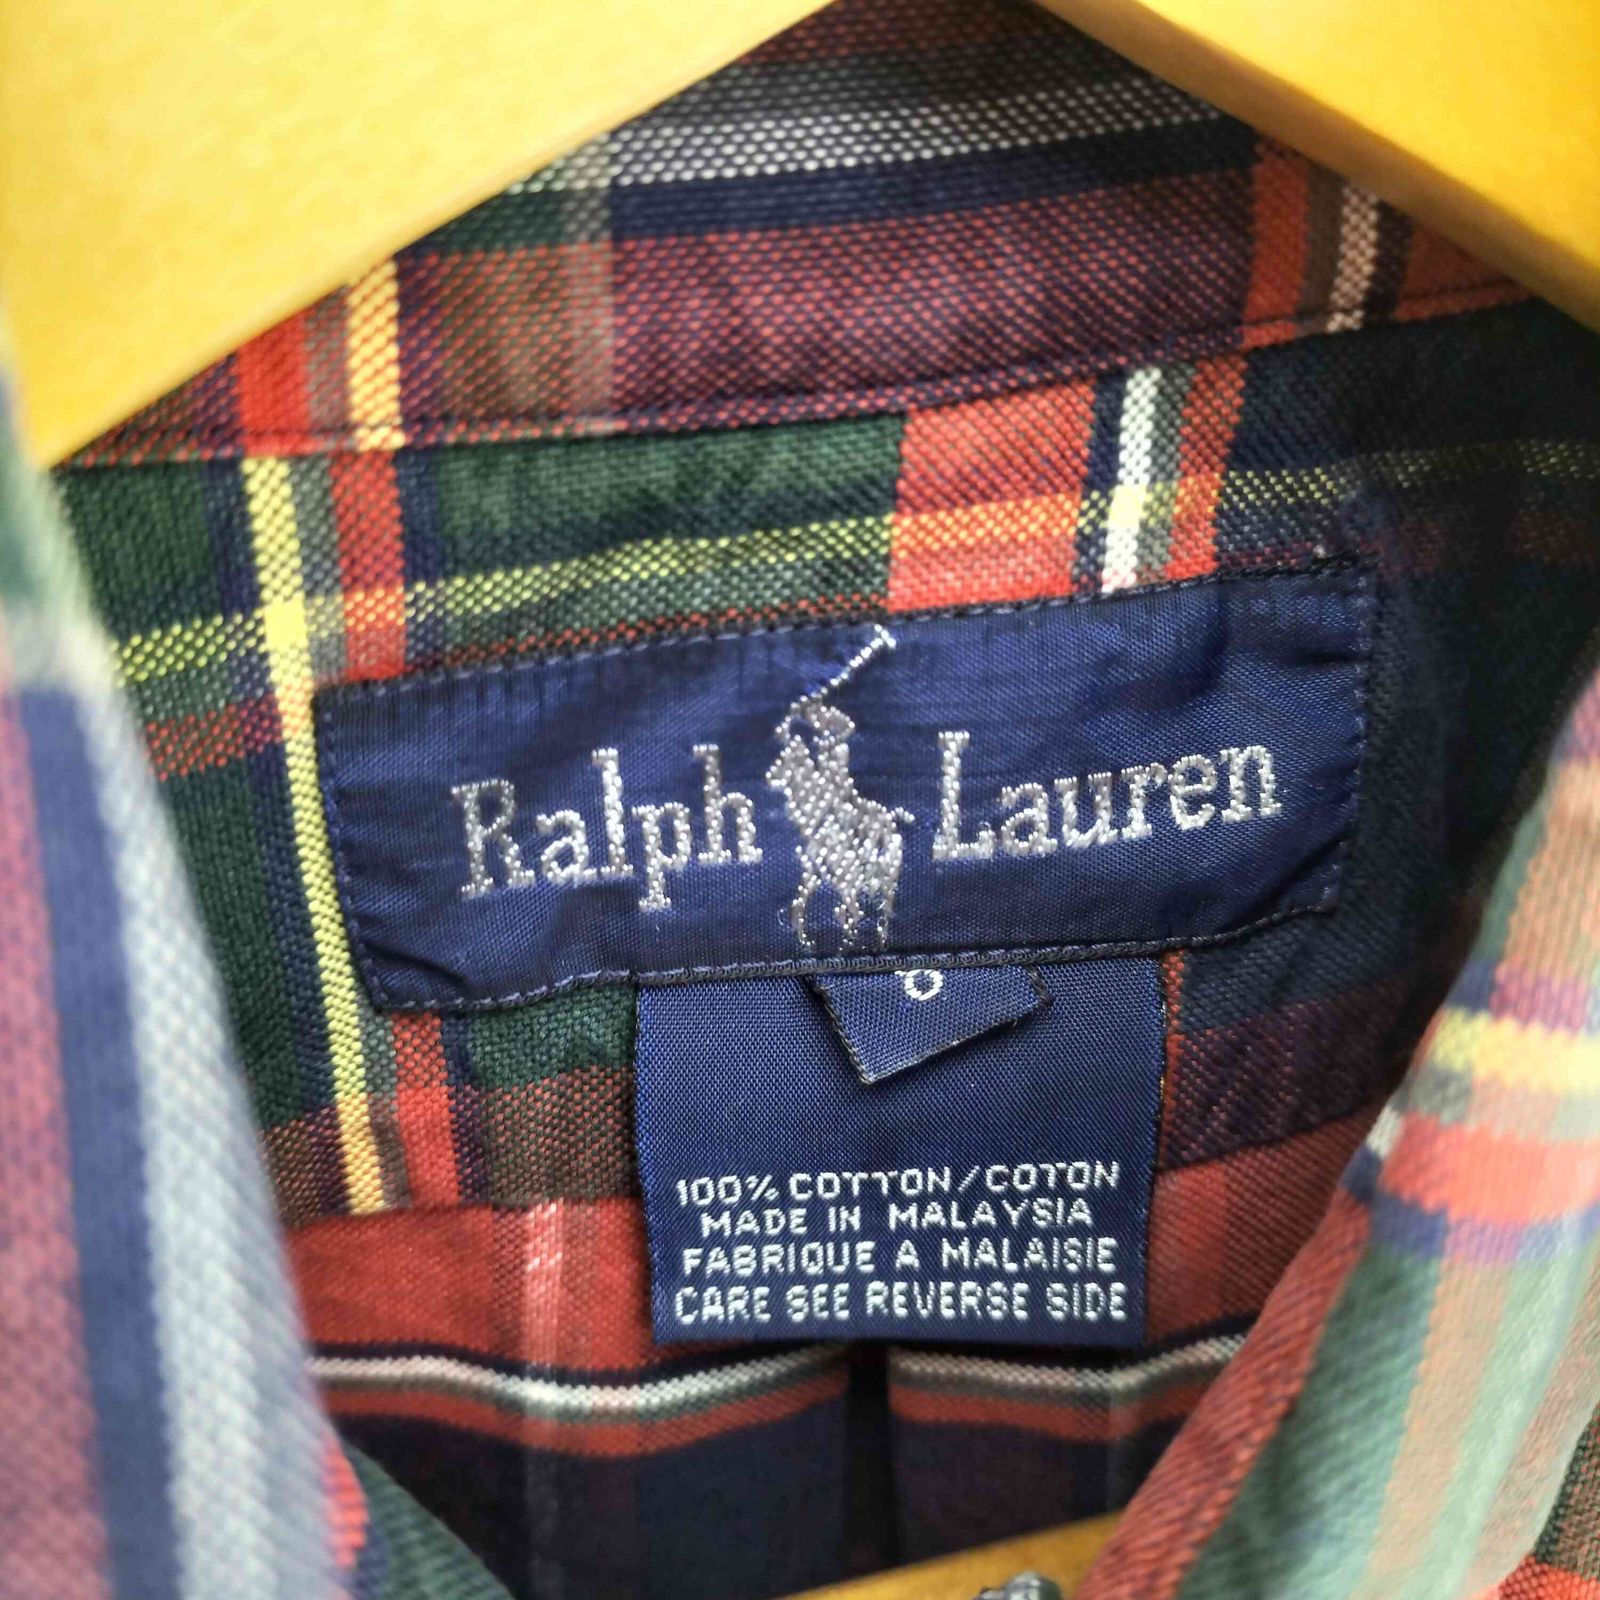 Ralph Lauren
100% COTTON/COTON
MADE IN MALAYSIA
FABRIQUE A MALAISIE
CARE SEE REVERSE SIDE